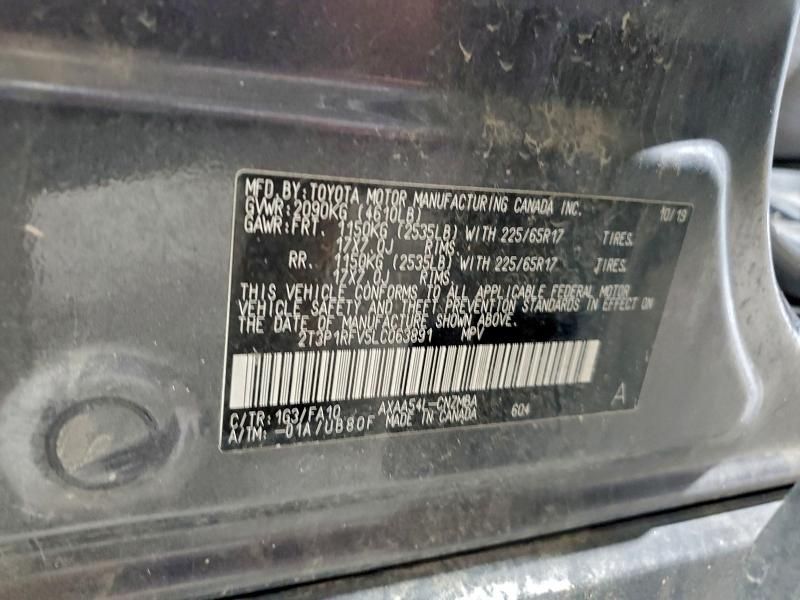 MFD.BY:TOYOTA MOTOR MANUFACTURING CANADA INC. 10/19
GVWR:2090KG (4610LB)
GAWR:FRT. 1150KG (2535LB) WITH 225/65R17 TIRES,
17X7.0J RIMS
RR. 1150KG (2535LB) WITH 225/65R17 TIRES,
17X7.0J RIMS
THIS VEHICLE CONFORMS TO ALL APPLICABLE FEDERAL MOTOR
VEHICLE SAFETY AND THEFT PREVENTION STANDARDS IN EFFECT ON
THE DATE OF MANUFACTURE SHOWN ABOVE.
2T3P1RFV5LC063891 MPV
A
C/TR:1G3/FA10 AXAA54L-CNZMBA 604
A/TM:-01A/UB80F MADE IN CANADA